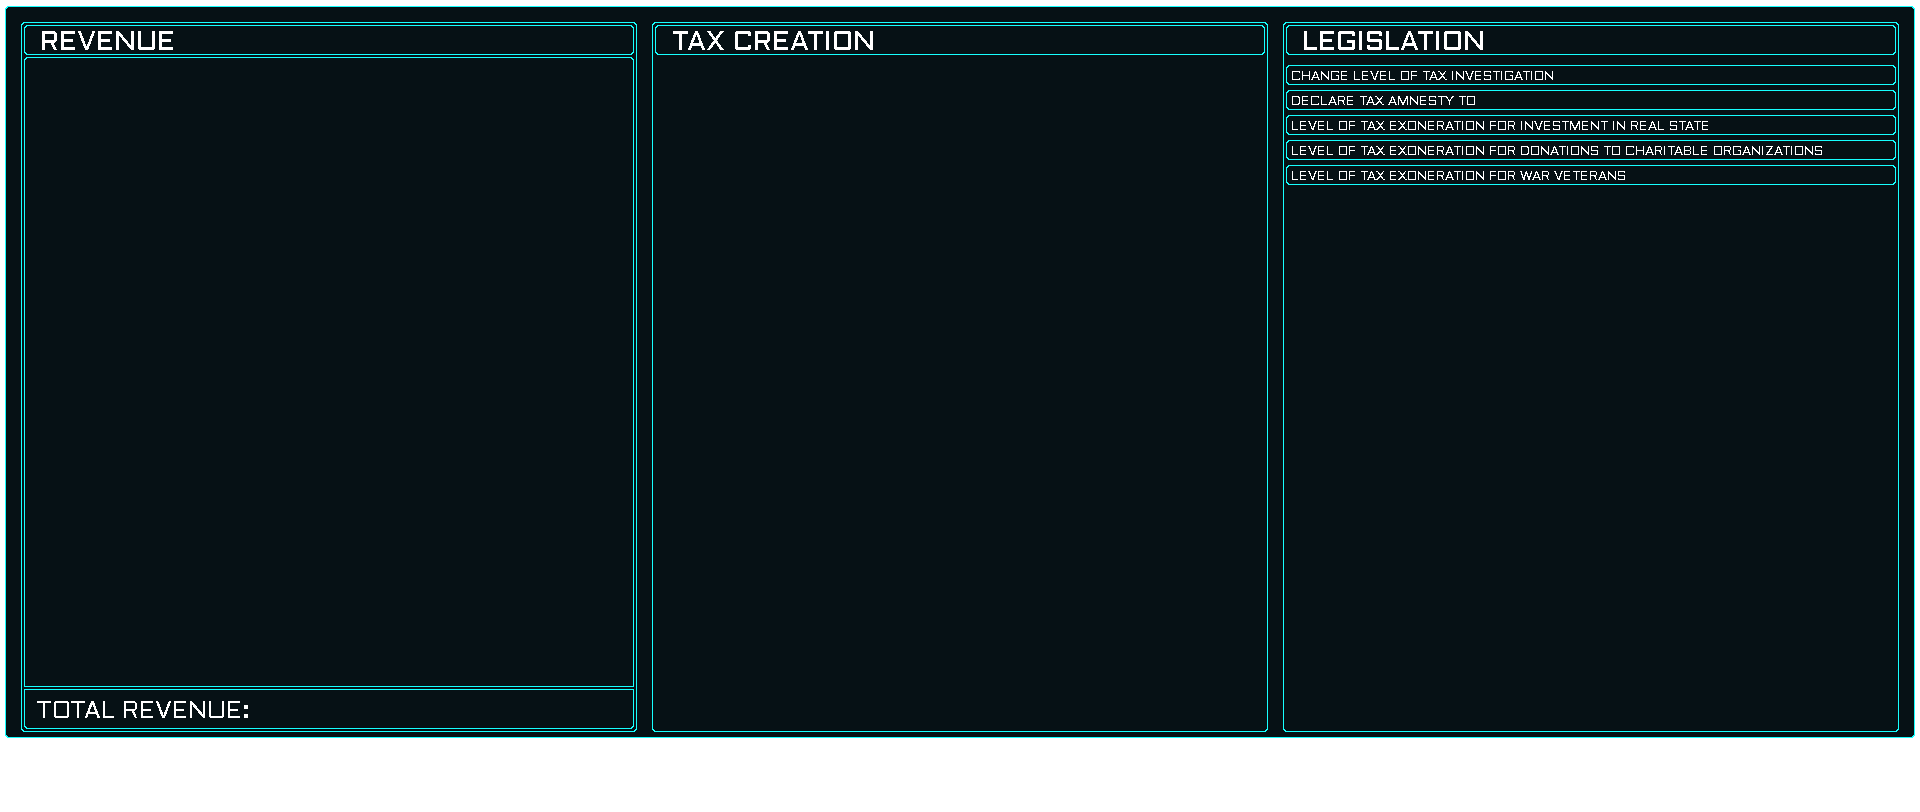 REVENUE
TOTAL REVENUE:
TAX CREATION
LEGISLATION
CHANGE LEVEL OF TAX INVESTIGATION
DECLARE TAX AMNESTY TO
LEVEL OF TAX EXONERATION FOR INVESTMENT IN REAL STATE
LEVEL OF TAX EXONERATION FOR DONATIONS TO CHARITABLE ORGANIZATIONS
LEVEL OF TAX EXONERATION FOR WAR VETERANS